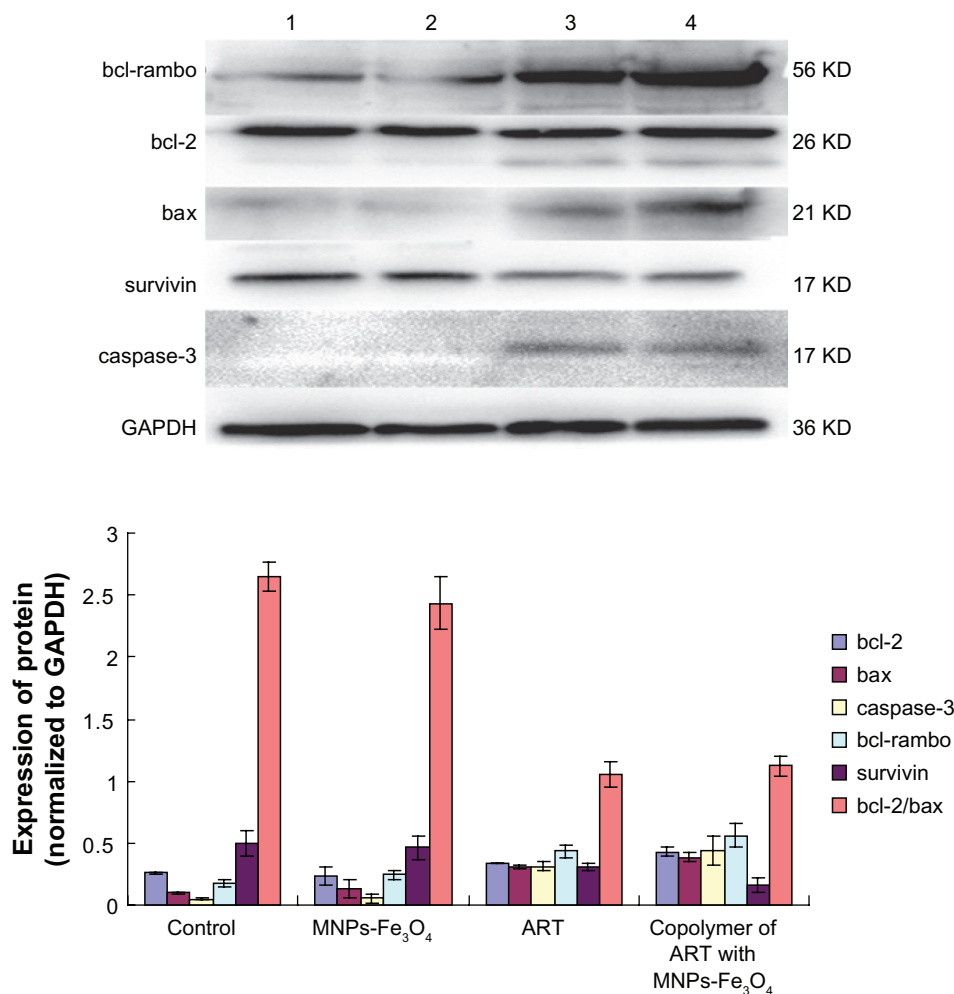 1 2 3 4
bcl-rambo 56 KD
bcl-2 26 KD
bax 21 KD
survivin 17 KD
caspase-3 17 KD
GAPDH 36 KD
Expression of protein
(normalized to GAPDH)
3
2.5
2
1.5
1
0.5
0
Control
MNPs-Fe₃O₄
ART
Copolymer of
ART with
MNPs-Fe₃O₄
bcl-2
bax
caspase-3
bcl-rambo
survivin
bcl-2/bax